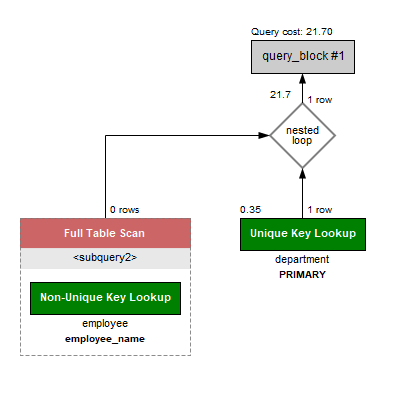 Query cost: 21.70
query_block #1
21.7
1 row
nested
loop
0 rows
0.35
1 row
Full Table Scan
Unique Key Lookup
<subquery2>
department
PRIMARY
Non-Unique Key Lookup
employee
employee_name